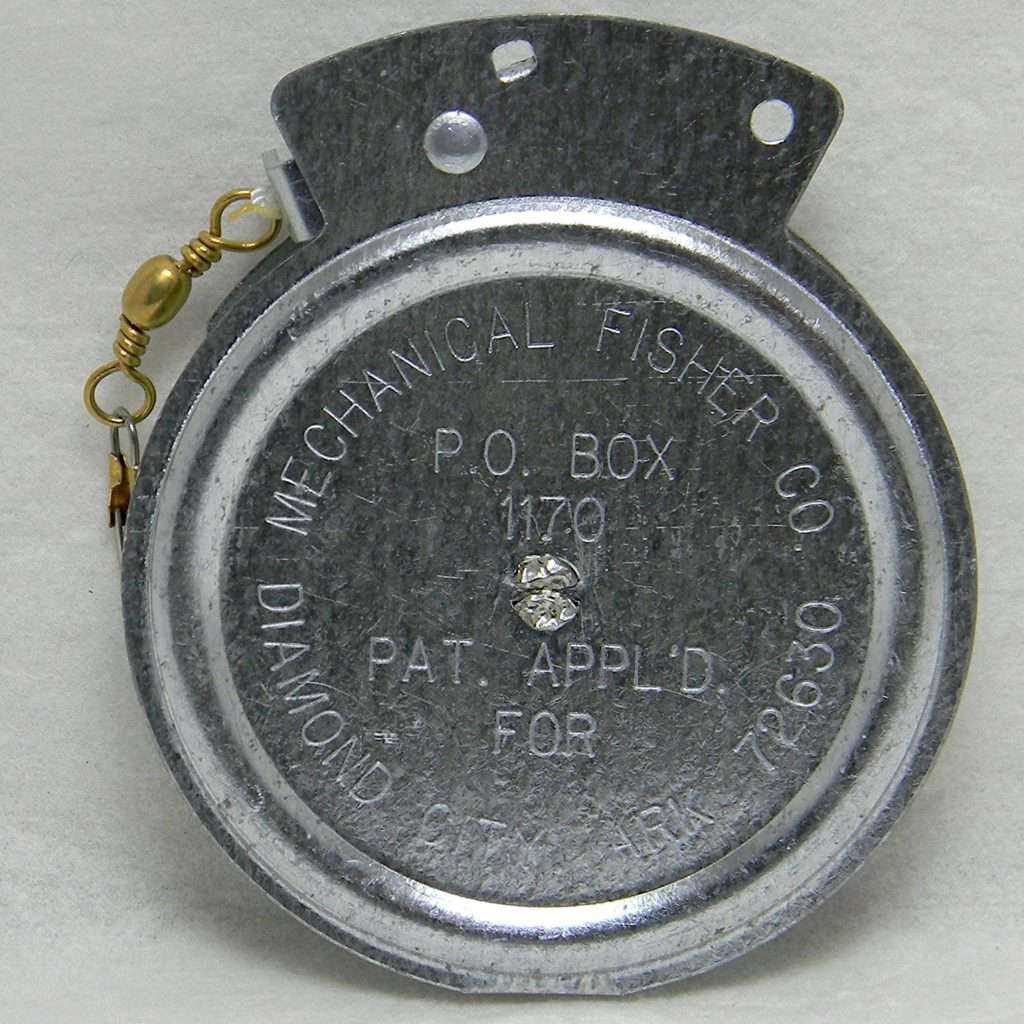 MECHANICAL FISHER CO.
P.O. BOX
1170
PAT. APPL'D.
FOR
DIAMOND CITY ARK 72630